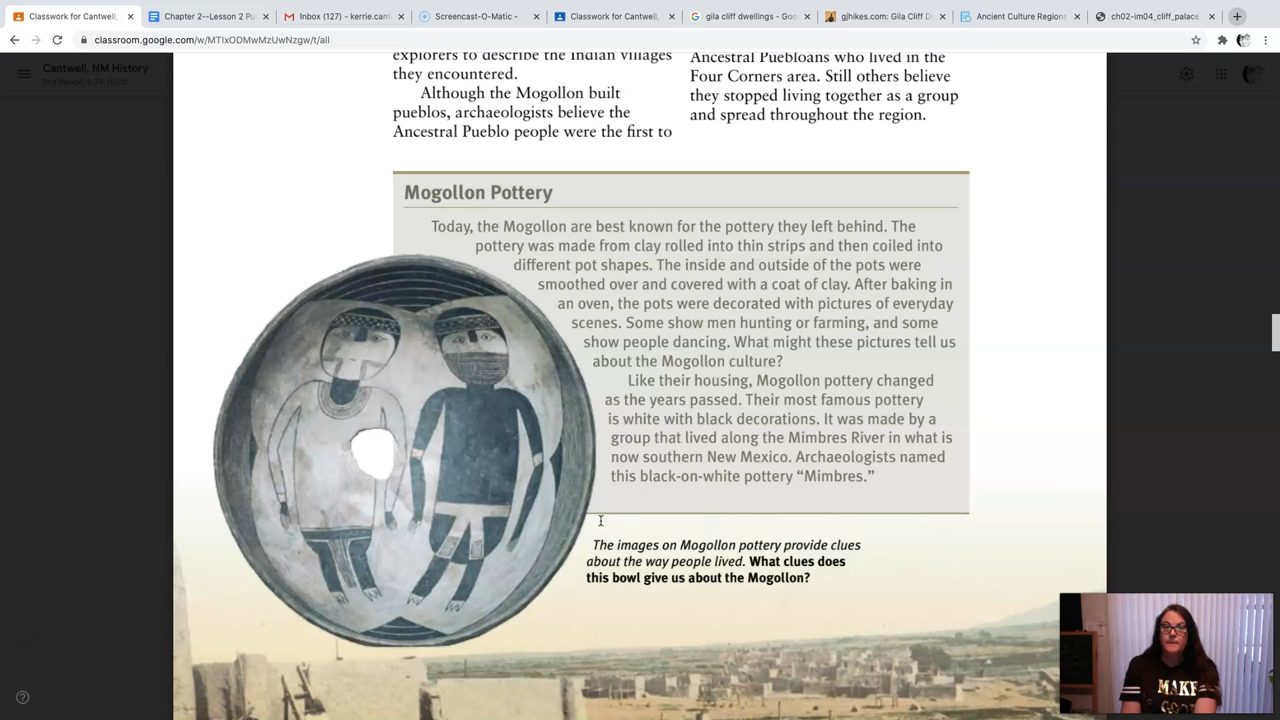 Classwork for Cantwell,
Chapter 2--Lesson 2 Pu
Inbox (127) - kerrie.cant
Screencast-O-Matic -
Classwork for Cantwell,
gila cliff dwellings - Goo
gjhikes.com: Gila Cliff D
Ancient Culture Regions
ch02-im04_cliff_palace
classroom.google.com/w/MTIxODMwMzUwNzgw/t/all
Cantwell, NM History
explorers to describe the Indian villages
they encountered.
Although the Mogollon built
pueblos, archaeologists believe the
Ancestral Pueblo people were the first to
Ancestral Puebloans who lived in the
Four Corners area. Still others believe
they stopped living together as a group
and spread throughout the region.
Mogollon Pottery
Today, the Mogollon are best known for the pottery they left behind. The
pottery was made from clay rolled into thin strips and then coiled into
different pot shapes. The inside and outside of the pots were
smoothed over and covered with a coat of clay. After baking in
an oven, the pots were decorated with pictures of everyday
scenes. Some show men hunting or farming, and some
show people dancing. What might these pictures tell us
about the Mogollon culture?
Like their housing, Mogollon pottery changed
as the years passed. Their most famous pottery
is white with black decorations. It was made by a
group that lived along the Mimbres River in what is
now southern New Mexico. Archaeologists named
this black-on-white pottery “Mimbres.”
The images on Mogollon pottery provide clues
about the way people lived. What clues does
this bowl give us about the Mogollon?
MAKE